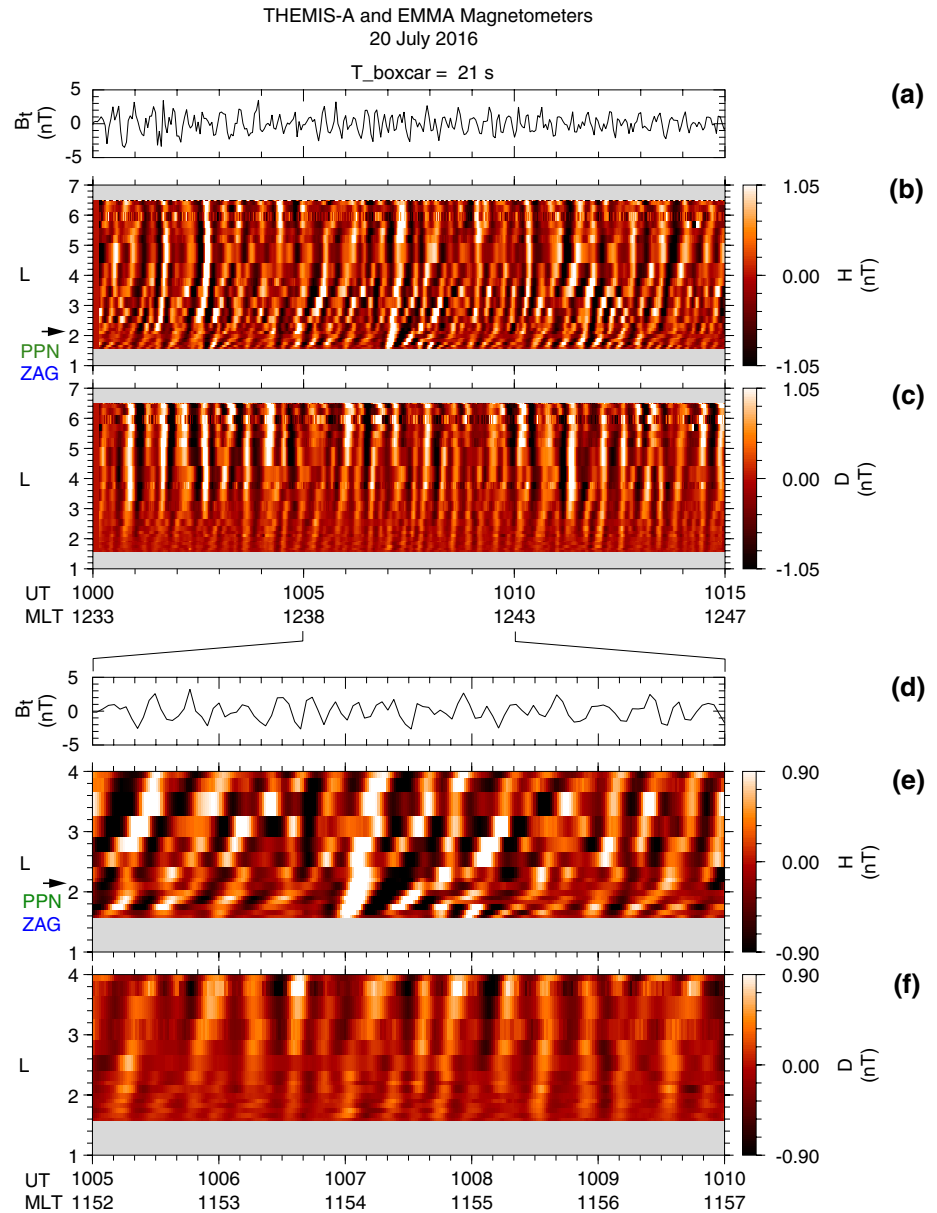 THEMIS-A and EMMA Magnetometers
20 July 2016
T_boxcar = 21 s
(a)
5
0
-5
Bt
(nT)
(b)
7
6
5
4
3
2
1
L
PPN
ZAG
1.05
0.00
-1.05
H
(nT)
(c)
7
6
5
4
3
2
1
L
1.05
0.00
-1.05
D
(nT)
UT 1000 1005 1010 1015
MLT 1233 1238 1243 1247
(d)
5
0
-5
Bt
(nT)
(e)
4
3
2
1
L
PPN
ZAG
0.90
0.00
-0.90
H
(nT)
(f)
4
3
2
1
L
0.90
0.00
-0.90
D
(nT)
UT 1005 1006 1007 1008 1009 1010
MLT 1152 1153 1154 1155 1156 1157